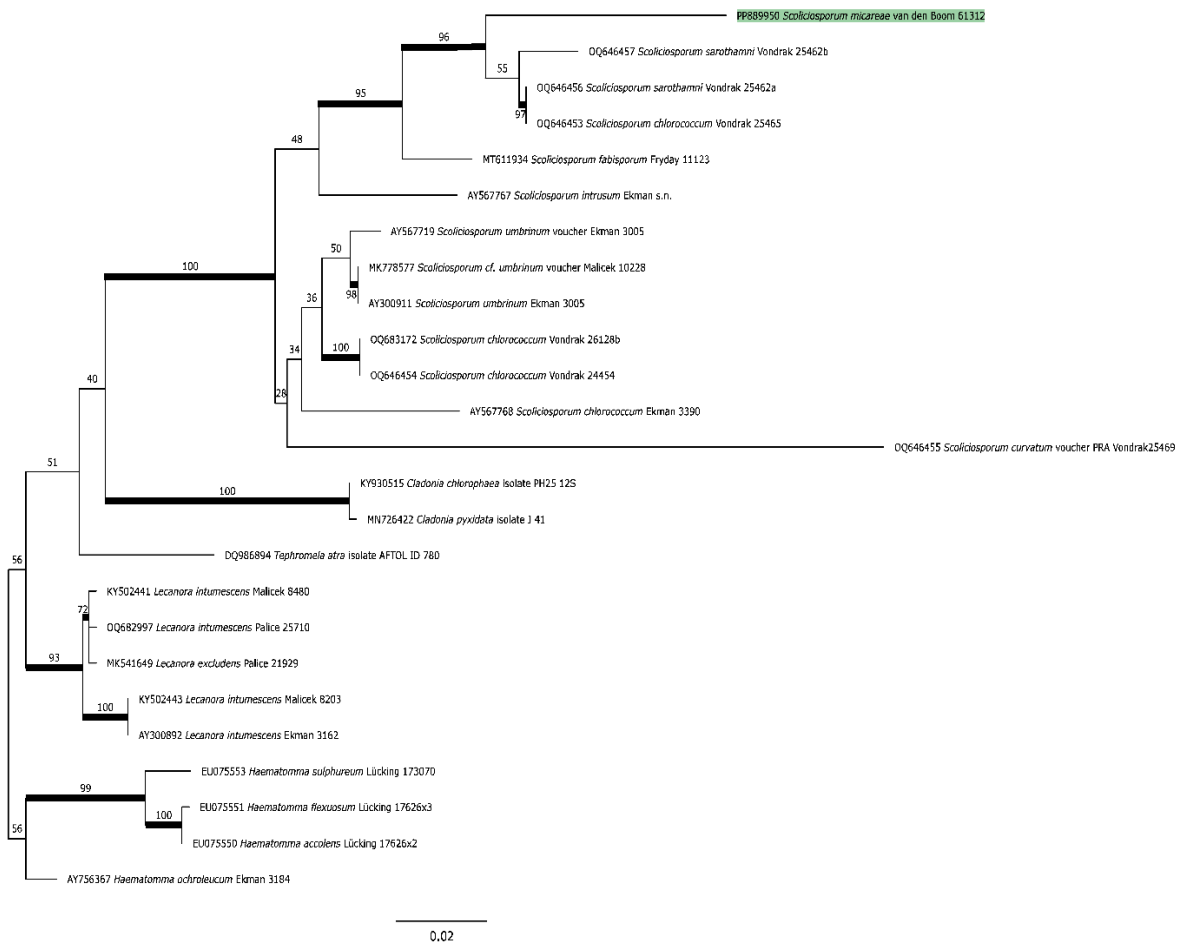 PP889950 Scoliciosporum micareae van den Boom 61312
96
OQ646457 Scoliciosporum sarothamni Vondrak 25462b
55
OQ646456 Scoliciosporum sarothamni Vondrak 25462a
95
97
OQ646453 Scoliciosporum chlorococcum Vondrak 25465
48
MT611934 Scoliciosporum fabisporum Fryday 11123
AY567767 Scoliciosporum intrusum Ekman s.n.
AY567719 Scoliciosporum umbrinum voucher Ekman 3005
50
100
MK778577 Scoliciosporum cf. umbrinum voucher Malicek 10228
36
98
AY300911 Scoliciosporum umbrinum Ekman 3005
OQ683172 Scoliciosporum chlorococcum Vondrak 26128b
34
100
40
OQ646454 Scoliciosporum chlorococcum Vondrak 24454
28
AY567768 Scoliciosporum chlorococcum Ekman 3390
OQ646455 Scoliciosporum curvatum voucher PRA Vondrak25469
51
100
KY930515 Cladonia chlorophaea isolate PH25 12S
MN726422 Cladonia pyxidata isolate J 41
56
DQ986894 Tephromela atra isolate AFTOL ID 780
KY502441 Lecanora intumescens Malicek 8480
72
OQ682997 Lecanora intumescens Palice 25710
93
MK541649 Lecanora excludens Palice 21929
KY502443 Lecanora intumescens Malicek 8203
100
AY300892 Lecanora intumescens Ekman 3162
EU075553 Haematomma sulphureum Lücking 173070
99
EU075551 Haematomma flexuosum Lücking 17626x3
100
56
EU075550 Haematomma accolens Lücking 17626x2
AY756367 Haematomma ochroleucum Ekman 3184
0.02